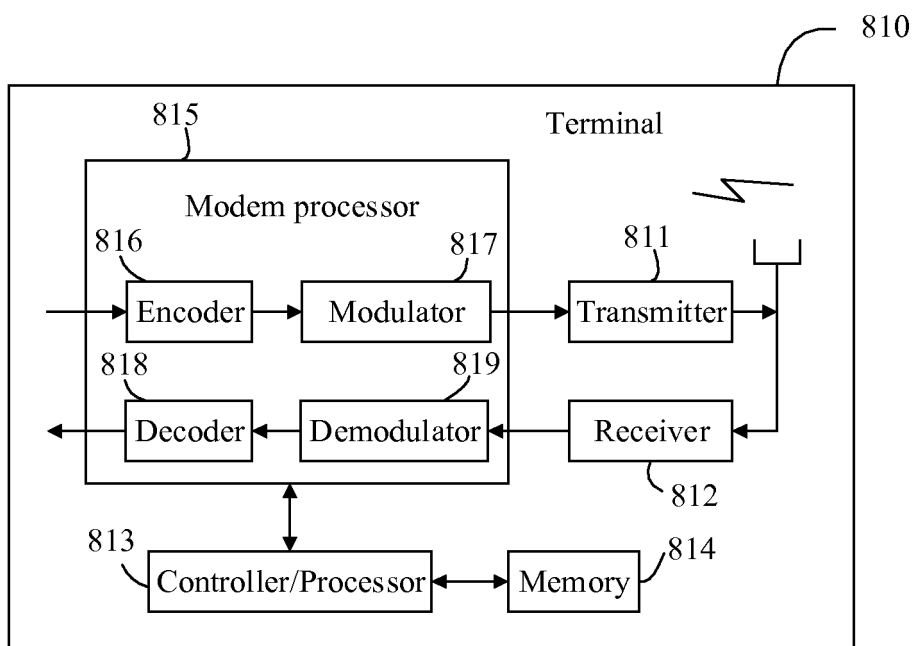 810
815
Terminal
Modem processor
816
817
811
Encoder
Modulator
Transmitter
818
819
Decoder
Demodulator
Receiver
812
813
814
Controller/Processor
Memory